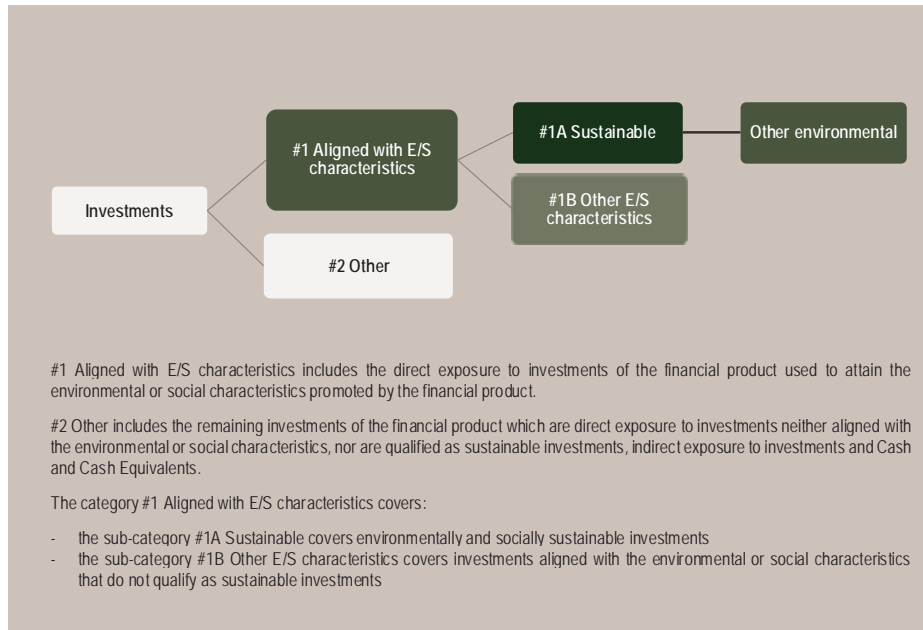 #1A Sustainable
Other environmental
#1 Aligned with E/S
characteristics
#1B Other E/S
characteristics
Investments
#2 Other
#1 Aligned with E/S characteristics includes the direct exposure to investments of the financial product used to attain the
environmental or social characteristics promoted by the financial product.
#2 Other includes the remaining investments of the financial product which are direct exposure to investments neither aligned with
the environmental or social characteristics, nor are qualified as sustainable investments, indirect exposure to investments and Cash
and Cash Equivalents.
The category #1 Aligned with E/S characteristics covers:
- the sub-category #1A Sustainable covers environmentally and socially sustainable investments
- the sub-category #1B Other E/S characteristics covers investments aligned with the environmental or social characteristics
that do not qualify as sustainable investments